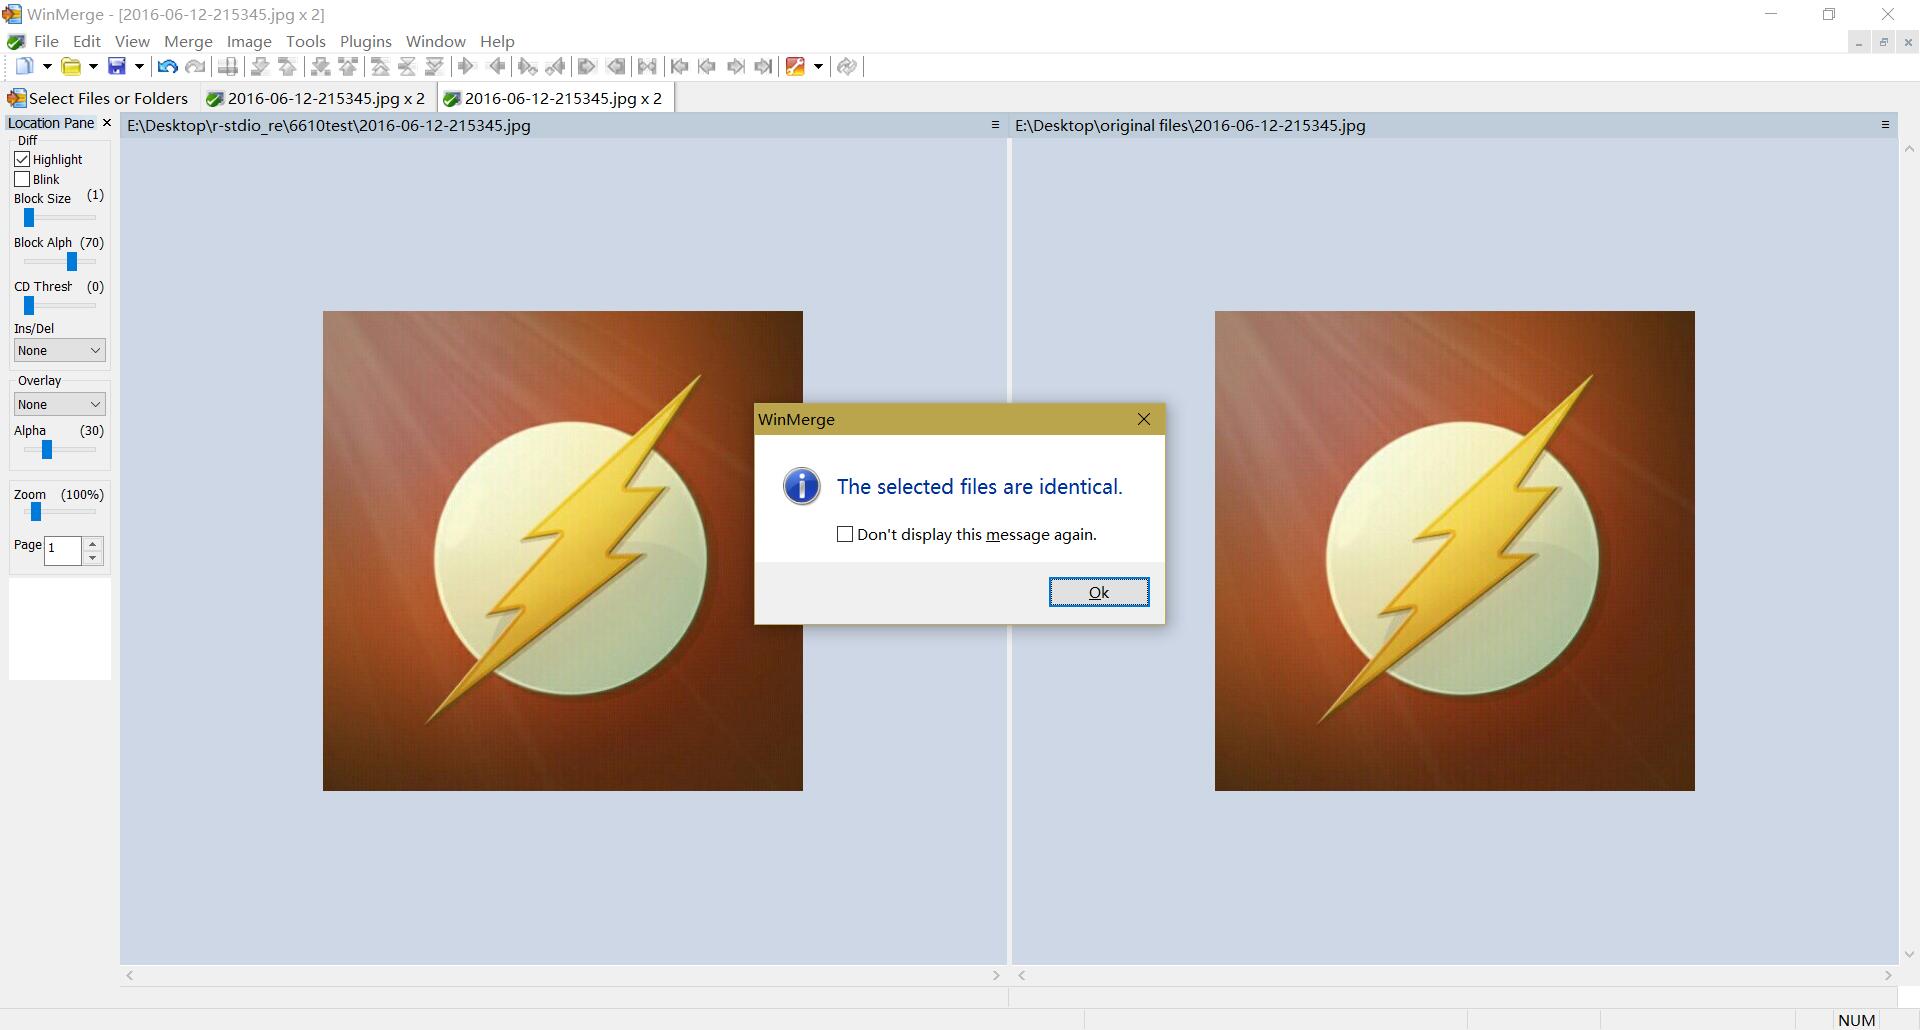 WinMerge - [2016-06-12-215345.jpg x 2]
File Edit View Merge Image Tools Plugins Window Help
Select Files or Folders 2016-06-12-215345.jpg x 2 2016-06-12-215345.jpg x 2
Location Pane
E:\Desktop\r-stdio_re\6610test\2016-06-12-215345.jpg
E:\Desktop\original files\2016-06-12-215345.jpg
Diff
Highlight
Blink
Block Size (1)
Block Alph (70)
CD Thresh (0)
Ins/Del
None
Overlay
None
Alpha (30)
Zoom (100%)
Page 1
WinMerge
The selected files are identical.
Don't display this message again.
Ok
NUM